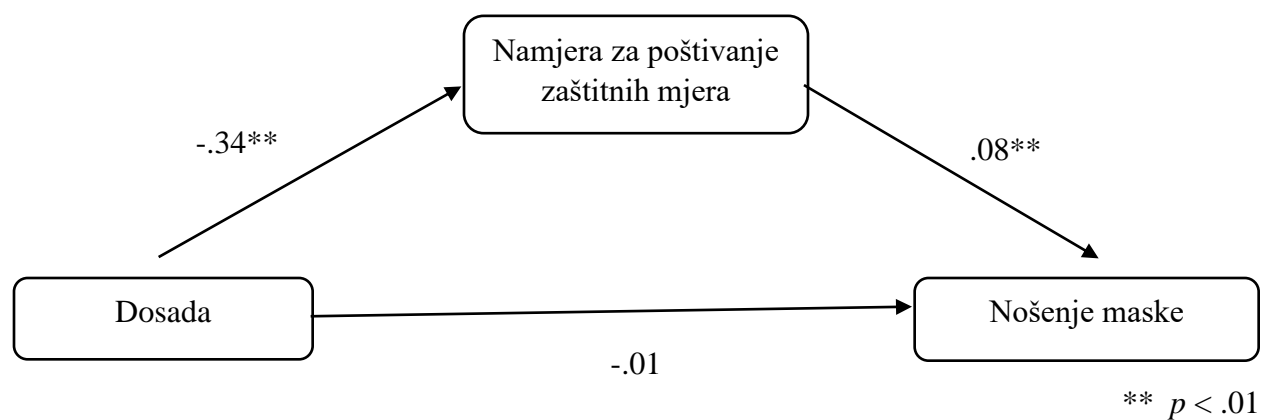 Namjera za poštivanje
zaštitnih mjera
-.34**
.08**
Dosada
Nošenje maske
-.01
** p < .01